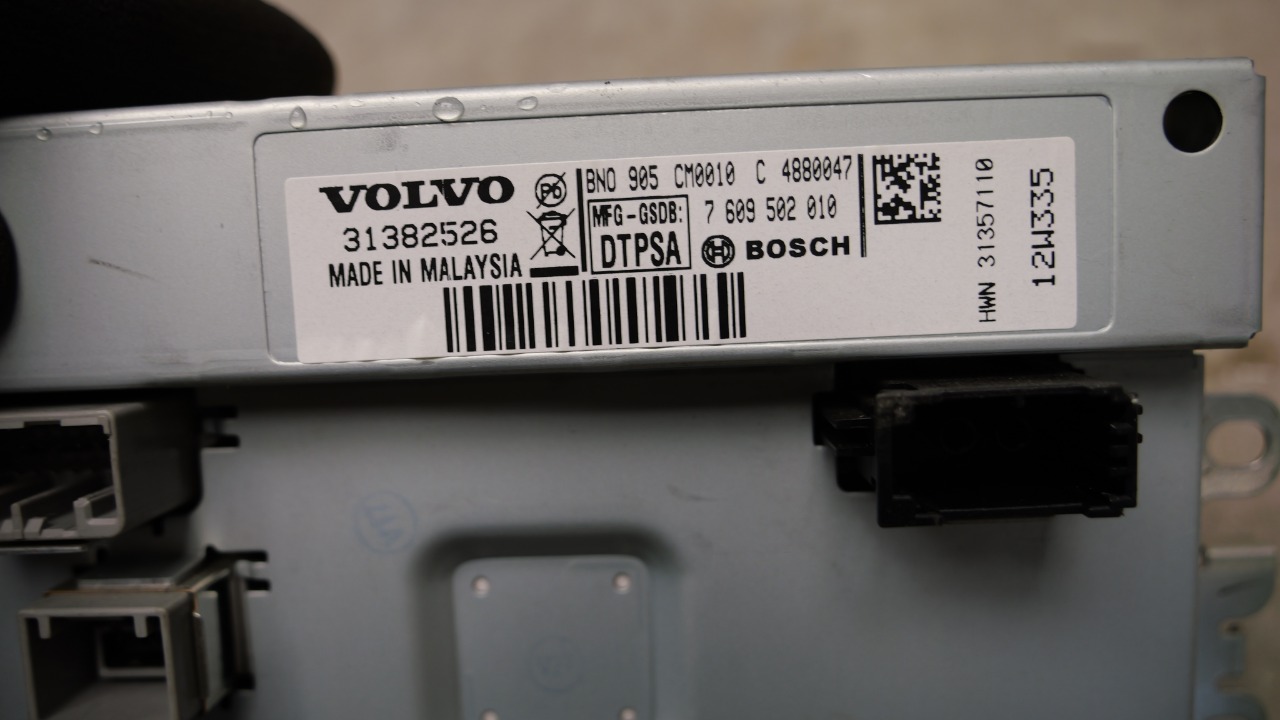 VOLVO
31382526
MADE IN MALAYSIA
Pb
BNO 905 CM0010 C 4880047
MFG-GSDB:
DTPSA
7 609 502 010
BOSCH
HWN 31357110
12W335